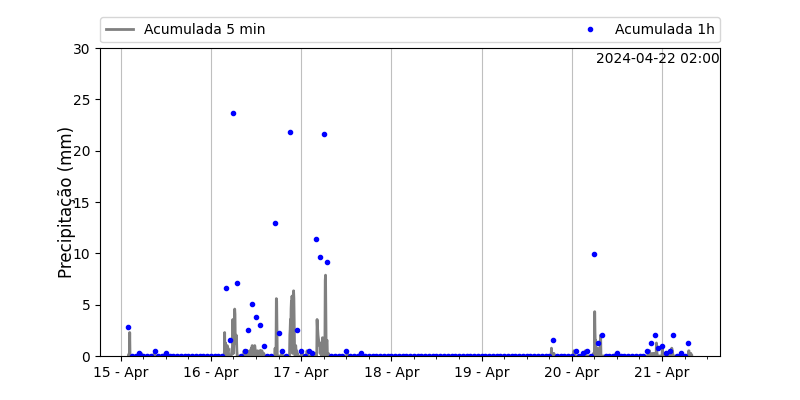 Acumulada 5 min
Acumulada 1h
2024-04-22 02:00
Precipitação (mm)
30
25
20
15
10
5
0
15 - Apr
16 - Apr
17 - Apr
18 - Apr
19 - Apr
20 - Apr
21 - Apr